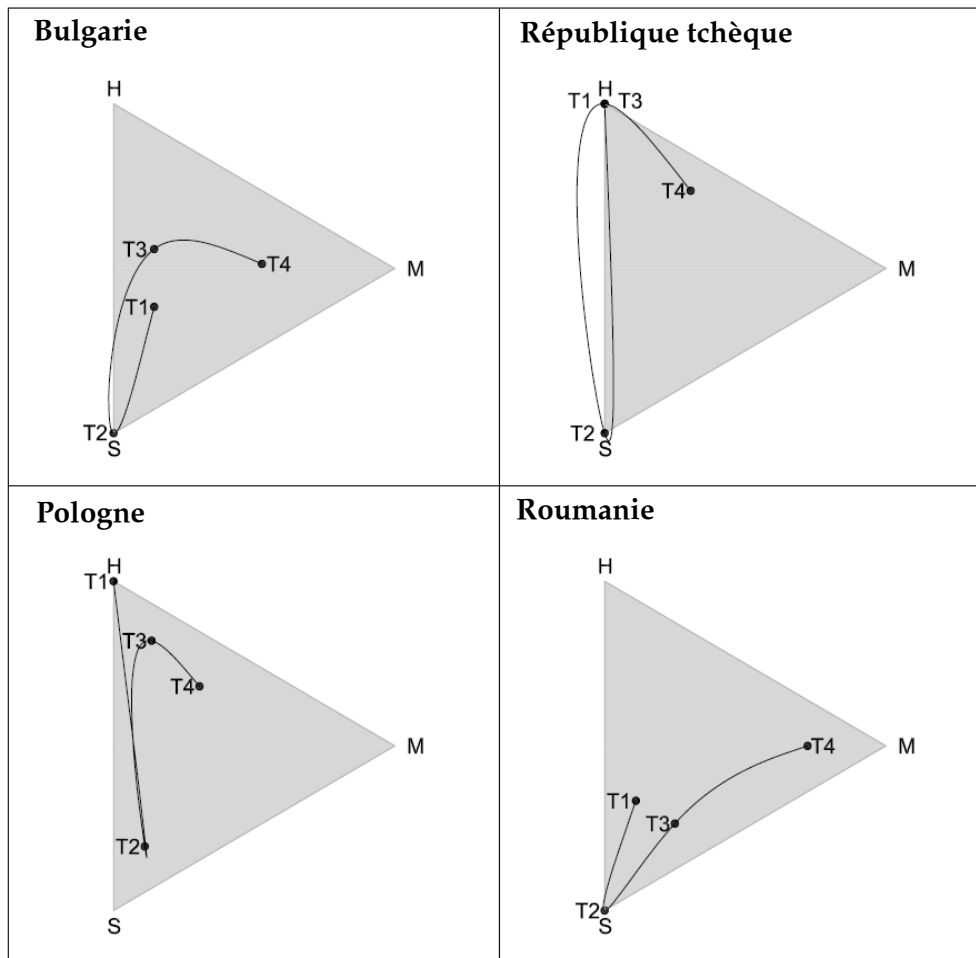 Bulgarie
H
T3
T4
M
T1
T2
S
République tchèque
H
T1
T3
T4
M
T2
S
Pologne
H
T1
T3
T4
M
T2
S
Roumanie
H
T4
M
T1
T3
T2
S